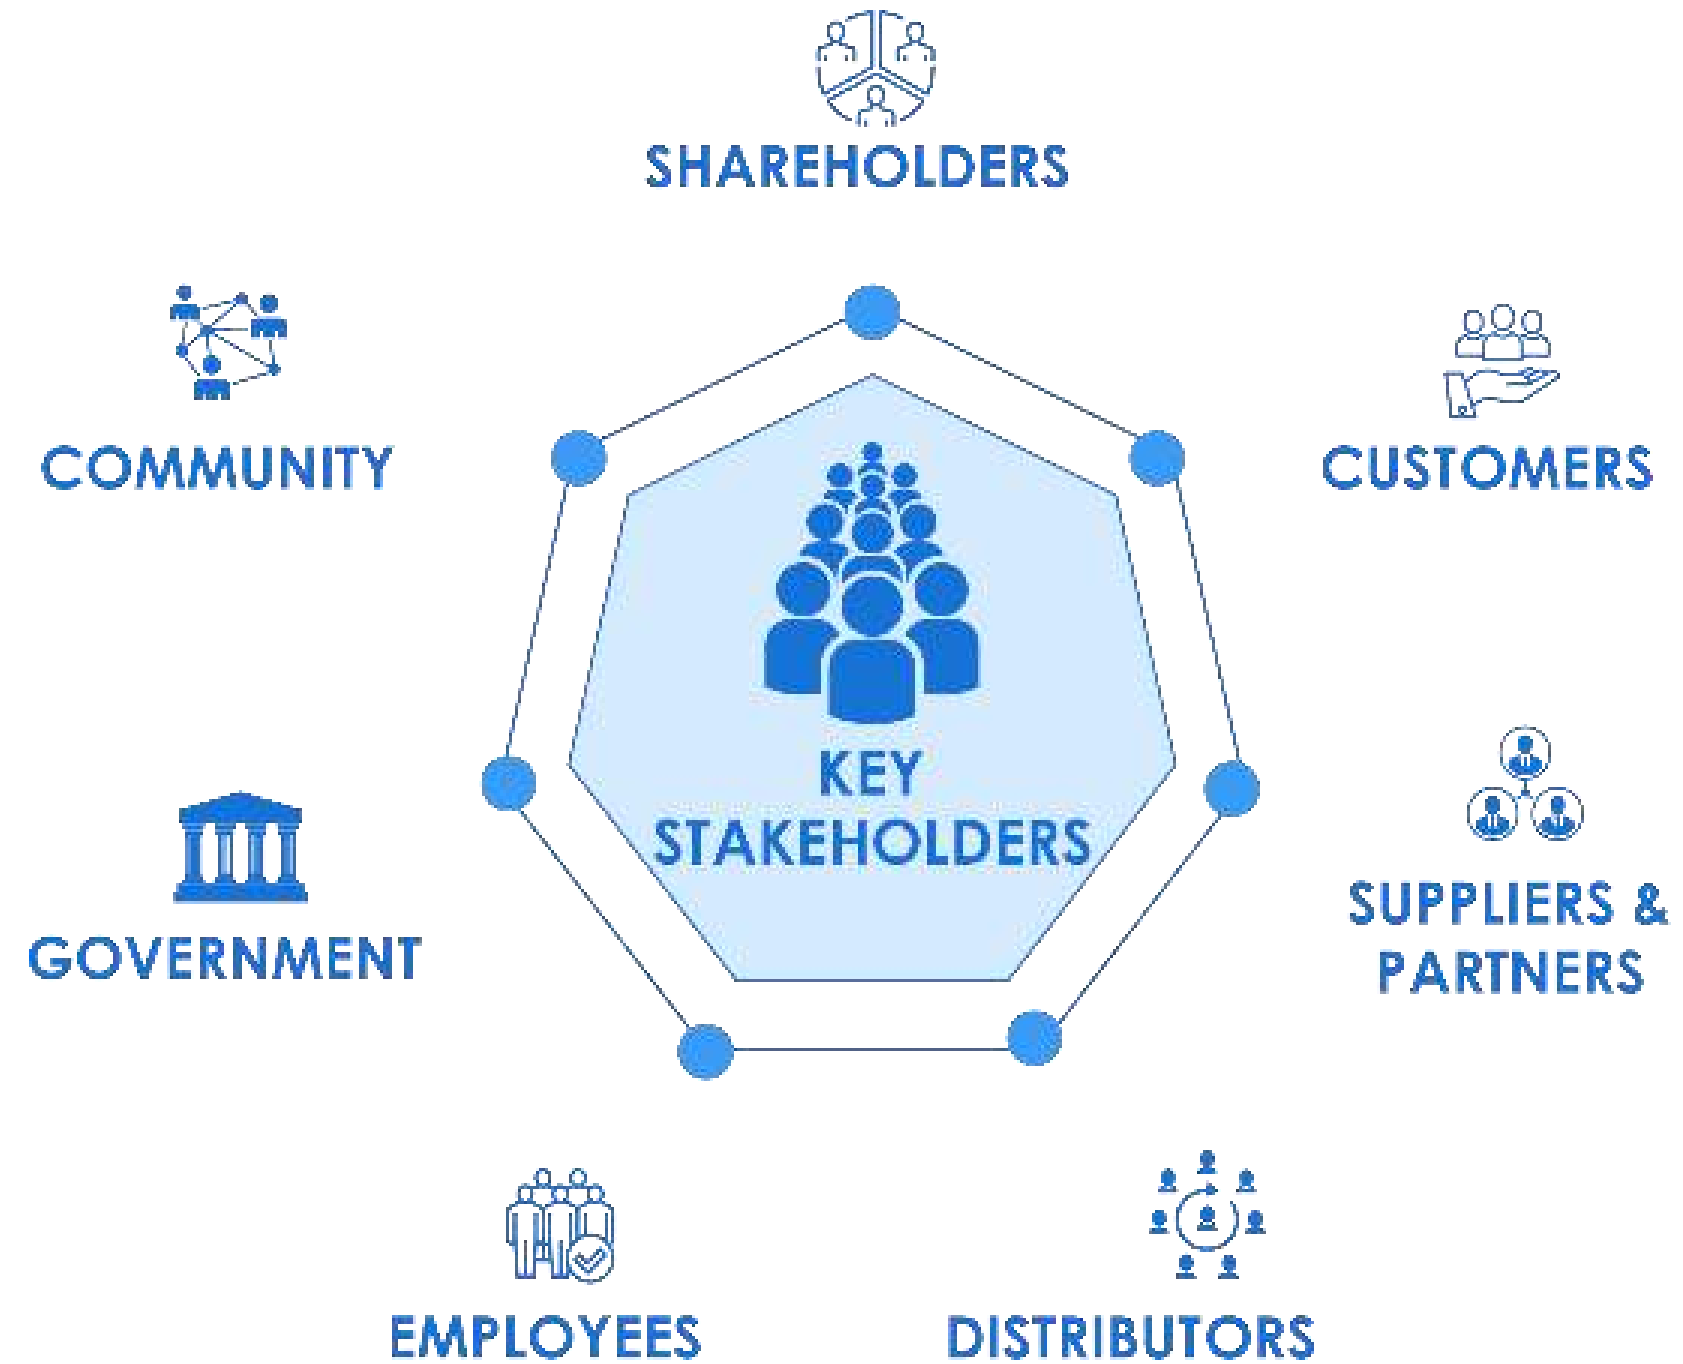 SHAREHOLDERS
COMMUNITY
CUSTOMERS
KEY
STAKEHOLDERS
GOVERNMENT
SUPPLIERS &
PARTNERS
EMPLOYEES
DISTRIBUTORS